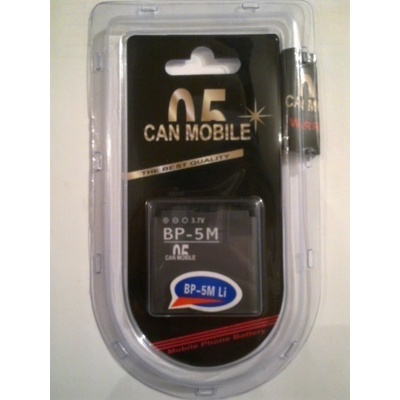 05
CAN MOBILE
THE BEST QUALITY
3.7V
BP-5M
05
CAN MOBILE
BP-5M Li
Mobile Phone Battery
05
CAN